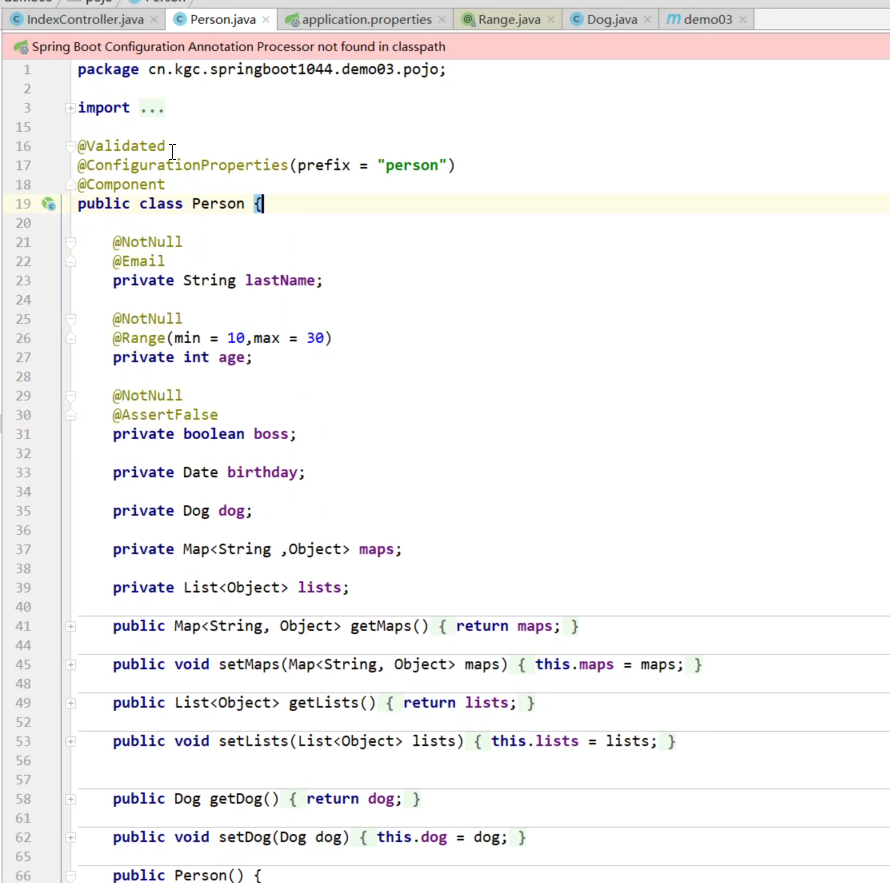 IndexController.java × Person.java × application.properties × Range.java × Dog.java × demo03 ×
Spring Boot Configuration Annotation Processor not found in classpath
1 package cn.kgc.springboot1044.demo03.pojo;
2
3 import ...
15
16 @Validated
17 @ConfigurationProperties(prefix = "person")
18 @Component
19 public class Person {
20
21 @NotNull
22 @Email
23 private String lastName;
24
25 @NotNull
26 @Range(min = 10,max = 30)
27 private int age;
28
29 @NotNull
30 @AssertFalse
31 private boolean boss;
32
33 private Date birthday;
34
35 private Dog dog;
36
37 private Map<String ,Object> maps;
38
39 private List<Object> lists;
40
41 public Map<String, Object> getMaps() { return maps; }
44
45 public void setMaps(Map<String, Object> maps) { this.maps = maps; }
48
49 public List<Object> getLists() { return lists; }
52
53 public void setLists(List<Object> lists) { this.lists = lists; }
56
57
58 public Dog getDog() { return dog; }
61
62 public void setDog(Dog dog) { this.dog = dog; }
65
66 public Person() {